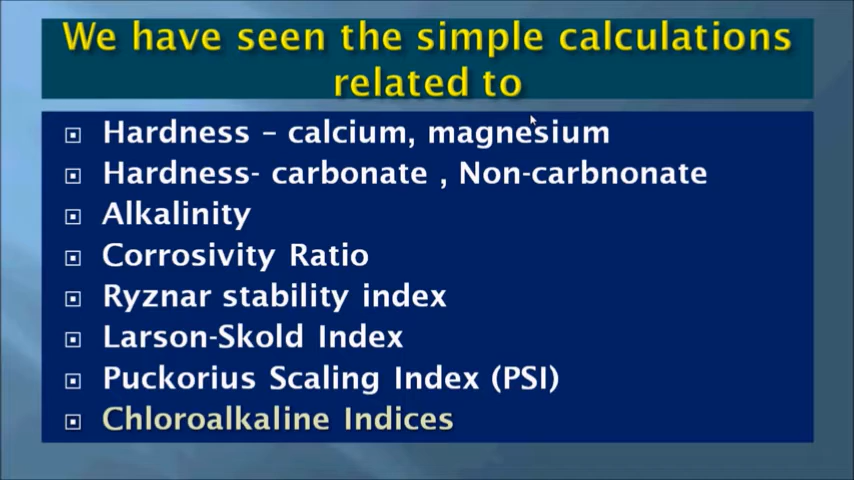 We have seen the simple calculations
related to
Hardness – calcium, magnesium
Hardness- carbonate , Non-carbnonate
Alkalinity
Corrosivity Ratio
Ryznar stability index
Larson-Skold Index
Puckorius Scaling Index (PSI)
Chloroalkaline Indices